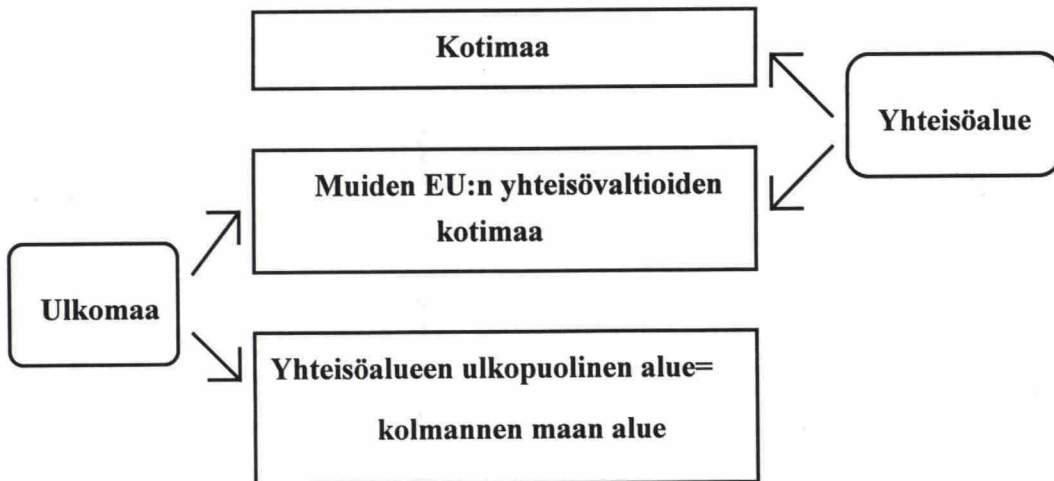 Kotimaa
Yhteisöalue
Muiden EU:n yhteisövaltioiden
kotimaa
Ulkomaa
Yhteisöalueen ulkopuolinen alue=
kolmannen maan alue